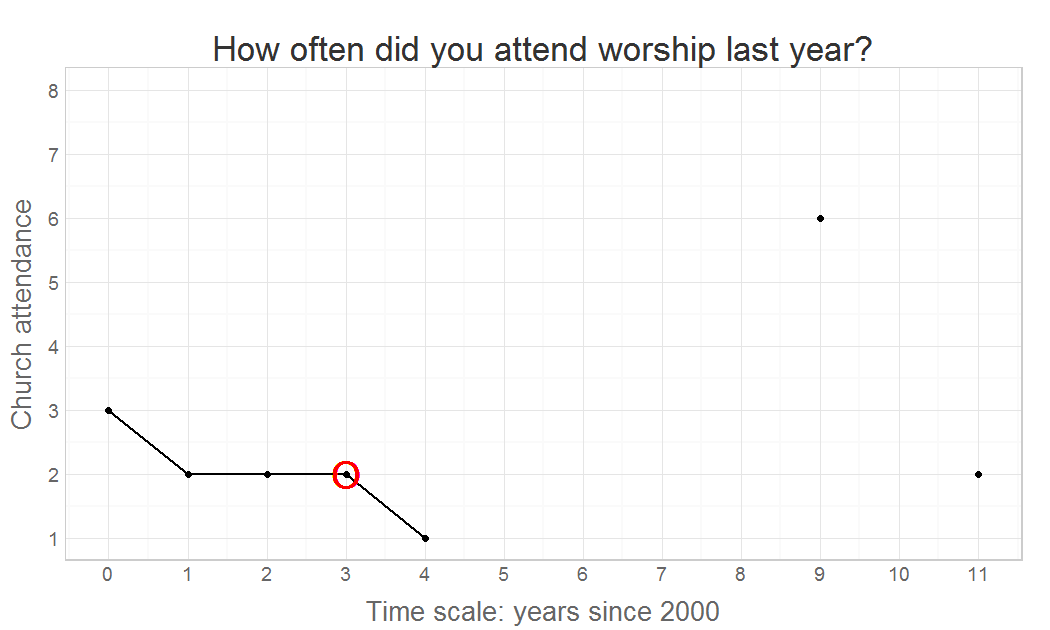 How often did you attend worship last year?
8
7
6
5
4
3
2
1
Church attendance
0 1 2 3 4 5 6 7 8 9 10 11
Time scale: years since 2000